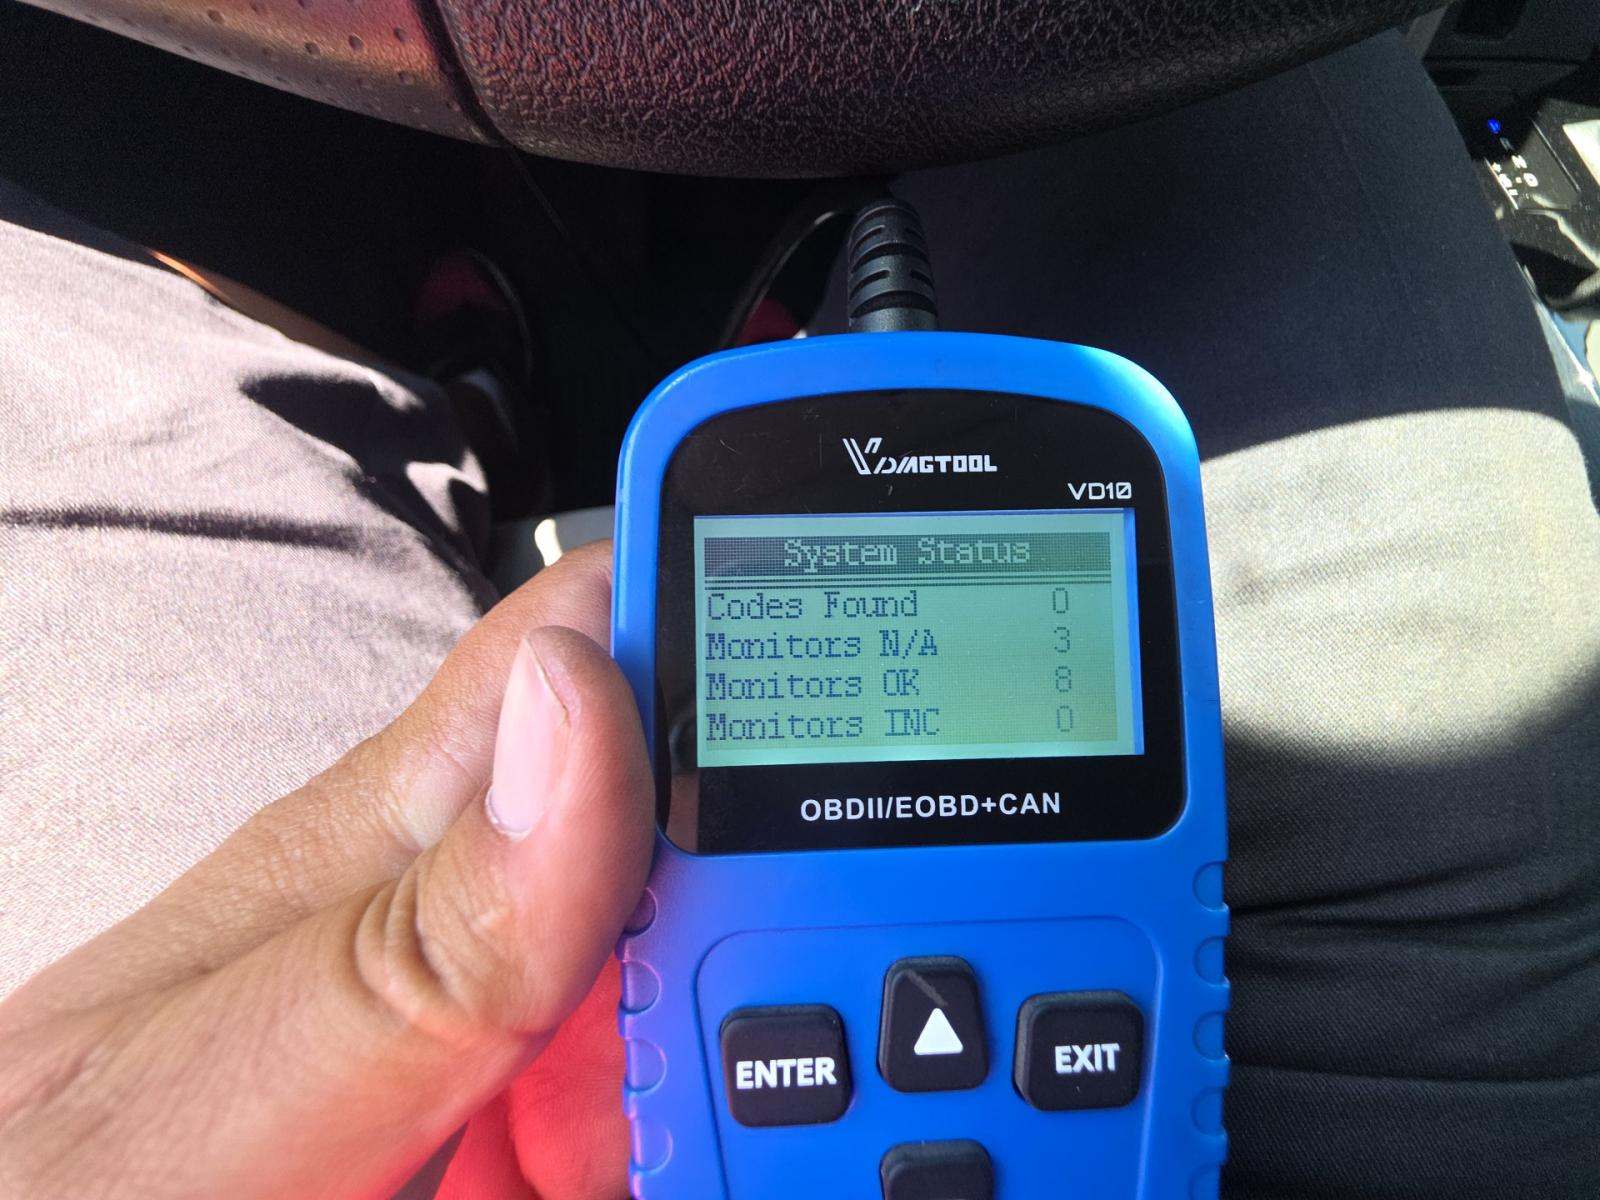 VDIAGTOOL
VD10
System Status
Codes Found 0
Monitors N/A 3
Monitors OK 8
Monitors INC 0
OBDII/EOBD+CAN
ENTER
EXIT